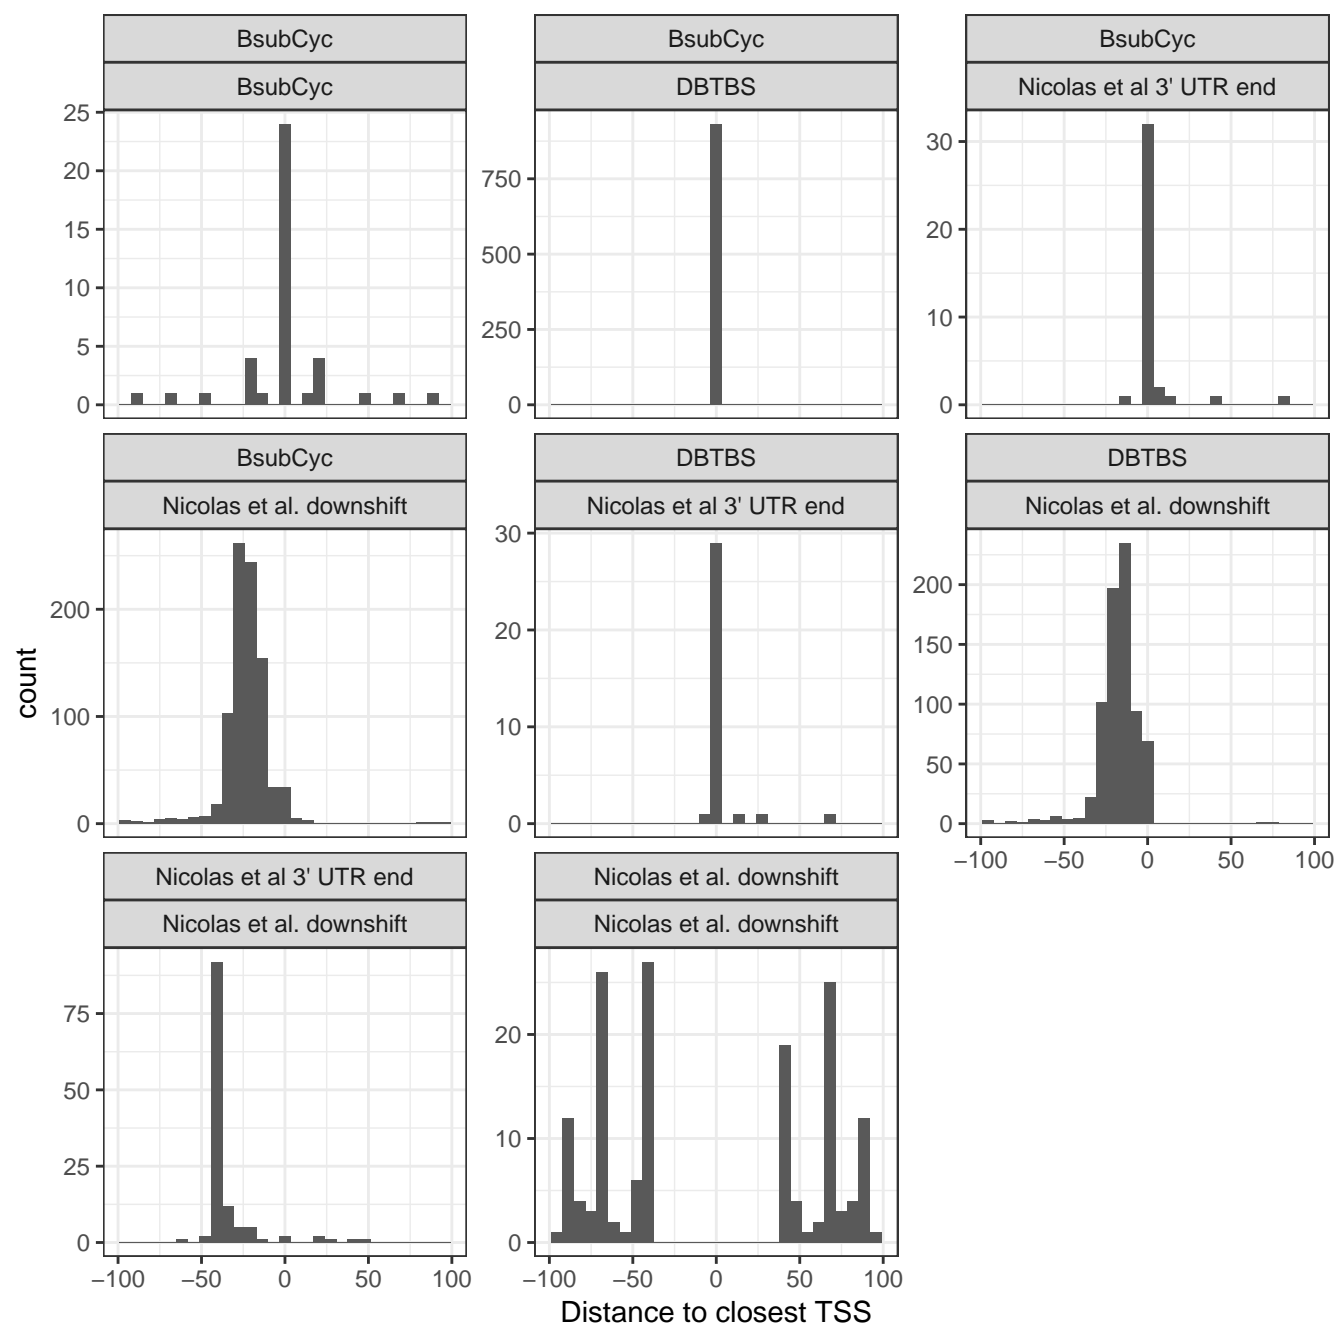 BsubCyc
BsubCyc
25
20
15
10
5
0
BsubCyc
DBTBS
750
500
250
0
BsubCyc
Nicolas et al 3' UTR end
30
20
10
0
BsubCyc
Nicolas et al. downshift
200
100
0
DBTBS
Nicolas et al 3' UTR end
30
20
10
0
DBTBS
Nicolas et al. downshift
200
150
100
50
0
−100 −50 0 50 100
Nicolas et al 3' UTR end
Nicolas et al. downshift
75
50
25
0
−100 −50 0 50 100
Nicolas et al. downshift
Nicolas et al. downshift
20
10
0
−100 −50 0 50 100
count
Distance to closest TSS